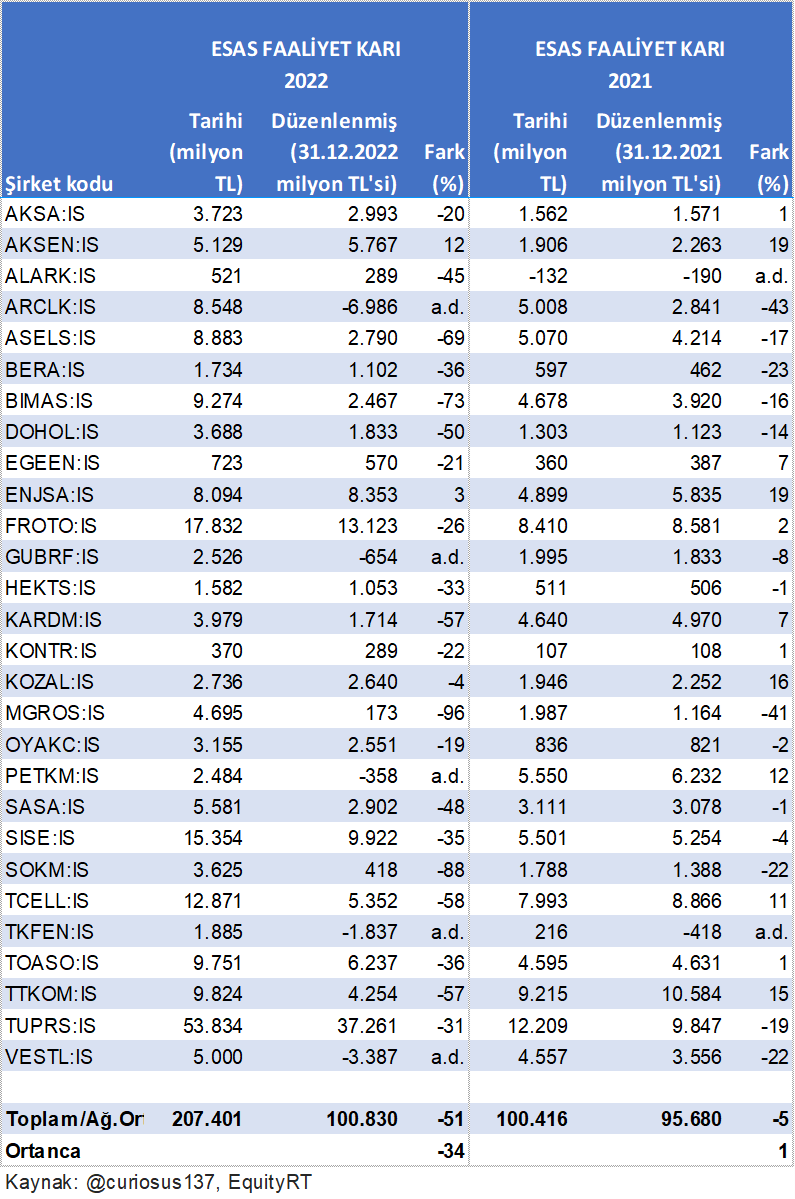 ESAS FAALİYET KARI ESAS FAALİYET KARI
2022 2021
Tarihi Düzenlenmiş Tarihi Düzenlenmiş
(milyon (31.12.2022 Fark (milyon (31.12.2021 Fark
Şirket kodu TL) milyon TL'si) (%) TL) milyon TL'si) (%)
AKSA:IS 3.723 2.993 -20 1.562 1.571 1
AKSEN:IS 5.129 5.767 12 1.906 2.263 19
ALARK:IS 521 289 -45 -132 -190 a.d.
ARCLK:IS 8.548 -6.986 a.d. 5.008 2.841 -43
ASELS:IS 8.883 2.790 -69 5.070 4.214 -17
BERA:IS 1.734 1.102 -36 597 462 -23
BIMAS:IS 9.274 2.467 -73 4.678 3.920 -16
DOHOL:IS 3.688 1.833 -50 1.303 1.123 -14
EGEEN:IS 723 570 -21 360 387 7
ENJSA:IS 8.094 8.353 3 4.899 5.835 19
FROTO:IS 17.832 13.123 -26 8.410 8.581 2
GUBRF:IS 2.526 -654 a.d. 1.995 1.833 -8
HEKTS:IS 1.582 1.053 -33 511 506 -1
KARDM:IS 3.979 1.714 -57 4.640 4.970 7
KONTR:IS 370 289 -22 107 108 1
KOZAL:IS 2.736 2.640 -4 1.946 2.252 16
MGROS:IS 4.695 173 -96 1.987 1.164 -41
OYAKC:IS 3.155 2.551 -19 836 821 -2
PETKM:IS 2.484 -358 a.d. 5.550 6.232 12
SASA:IS 5.581 2.902 -48 3.111 3.078 -1
SISE:IS 15.354 9.922 -35 5.501 5.254 -4
SOKM:IS 3.625 418 -88 1.788 1.388 -22
TCELL:IS 12.871 5.352 -58 7.993 8.866 11
TKFEN:IS 1.885 -1.837 a.d. 216 -418 a.d.
TOASO:IS 9.751 6.237 -36 4.595 4.631 1
TTKOM:IS 9.824 4.254 -57 9.215 10.584 15
TUPRS:IS 53.834 37.261 -31 12.209 9.847 -19
VESTL:IS 5.000 -3.387 a.d. 4.557 3.556 -22
Toplam/Ağ.Ort 207.401 100.830 -51 100.416 95.680 -5
Ortanca -34 1
Kaynak: @curiosus137, EquityRT